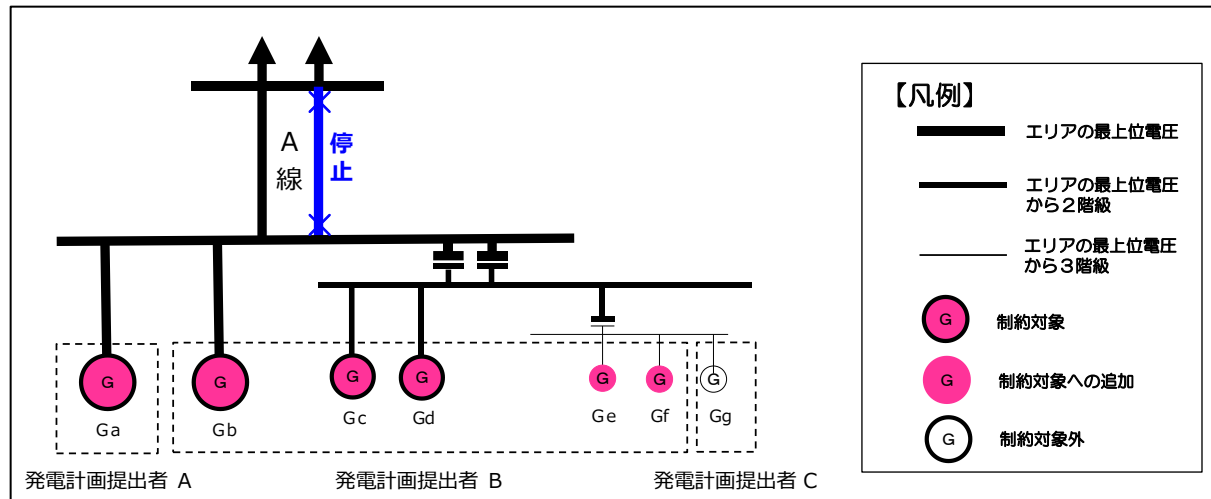 A
線
停
止
G
G
G
G
G
G
G
Ga
Gb
Gc
Gd
Ge
Gf
Gg
発電計画提出者 A
発電計画提出者 B
発電計画提出者 C
【凡例】
エリアの最上位電圧
エリアの最上位電圧
から2階級
エリアの最上位電圧
から3階級
G
制約対象
G
制約対象への追加
G
制約対象外